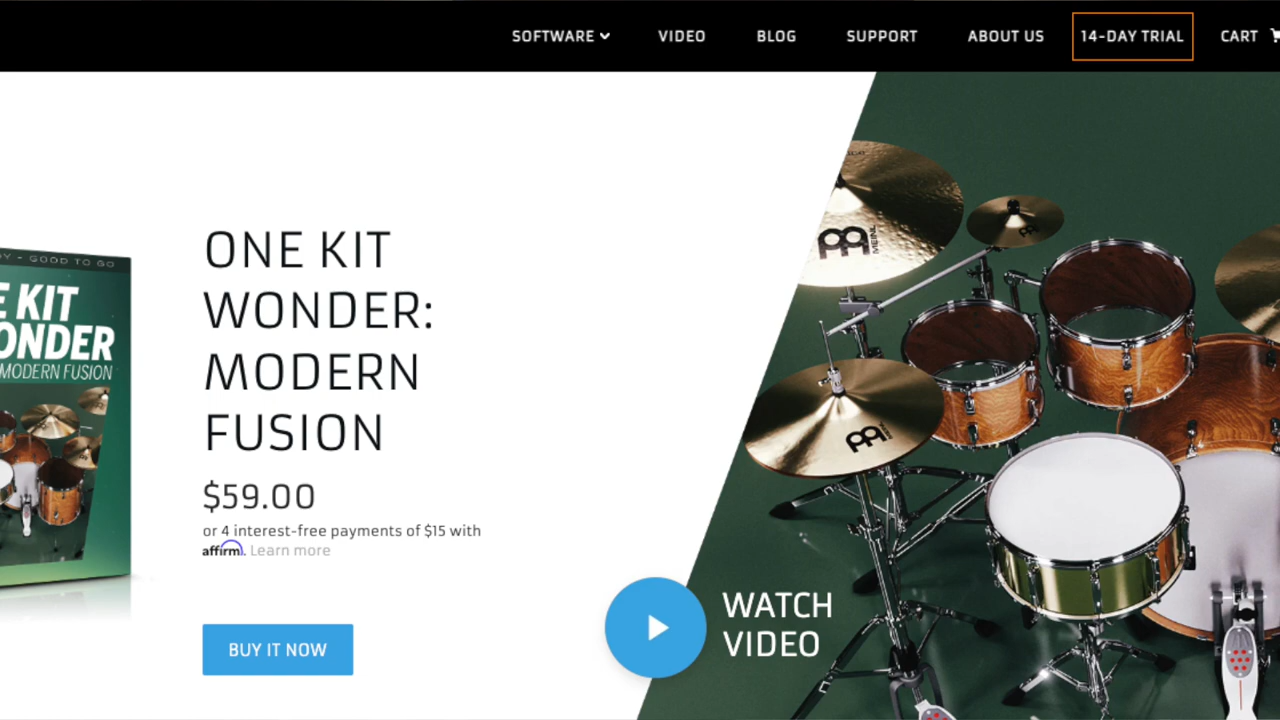 SOFTWARE
VIDEO
BLOG
SUPPORT
ABOUT US
14-DAY TRIAL
CART
GOOD TO GO
KIT
MODERN FUSION
ONE KIT
WONDER:
MODERN
FUSION
$59.00
or 4 interest-free payments of $15 with
affirm. Learn more
BUY IT NOW
WATCH
VIDEO
MEINL